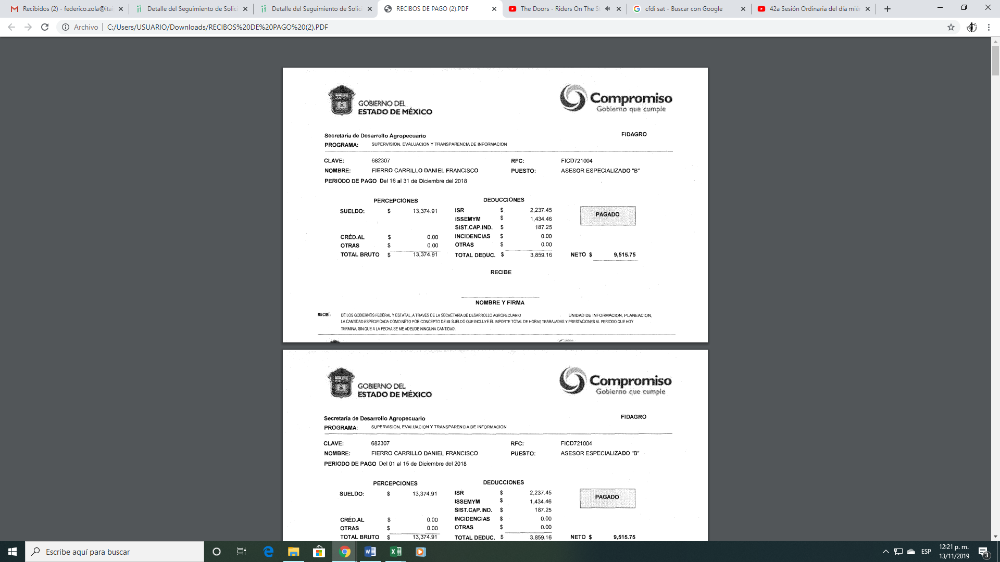 Recibidos (2) - federico.zola@itai
Detalle del Seguimiento de Solici
Detalle del Seguimiento de Solici
RECIBOS DE PAGO (2).PDF
The Doors - Riders On The St
cfdi sat - Buscar con Google
42a Sesión Ordinaria del día mié
Archivo
C:/Users/USUARIO/Downloads/RECIBOS%20DE%20PAGO%20(2).PDF
GOBIERNO DEL
ESTADO DE MÉXICO
Compromiso
Gobierno que cumple
Secretaría de Desarrollo Agropecuario
FIDAGRO
PROGRAMA: SUPERVISION, EVALUACION Y TRANSPARENCIA DE INFORMACION
CLAVE: 682307 RFC: FICD721004
NOMBRE: FIERRO CARRILLO DANIEL FRANCISCO PUESTO: ASESOR ESPECIALIZADO "B"
PERIODO DE PAGO Del 16 al 31 de Diciembre del 2018
PERCEPCIONES DEDUCCIONES
SUELDO: $ 13,374.91 ISR $ 2,237.45
PAGADO
ISSEMYM $ 1,434.46
SIST.CAP.IND. $ 187.25
CRÉD.AL $ 0.00 INCIDENCIAS $ 0.00
OTRAS $ 0.00 OTRAS $ 0.00
TOTAL BRUTO $ 13,374.91 TOTAL DEDUC. $ 3,859.16 NETO $ 9,515.75
RECIBE
NOMBRE Y FIRMA
RECIBÍ: DE LOS GOBIERNOS FEDERAL Y ESTATAL, A TRAVÉS DE LA SECRETARÍA DE DESARROLLO AGROPECUARIO UNIDAD DE INFORMACION, PLANEACION,
LA CANTIDAD ESPECIFICADA COMO NETO POR CONCEPTO DE MI SUELDO QUE INCLUYE EL IMPORTE TOTAL DE HORAS TRABAJADAS Y PRESTACIONES AL PERIODO QUE HOY
TERMINA, SIN QUE A LA FECHA SE ME ADEUDE NINGUNA CANTIDAD.
GOBIERNO DEL
ESTADO DE MÉXICO
Compromiso
Gobierno que cumple
Secretaría de Desarrollo Agropecuario
FIDAGRO
PROGRAMA: SUPERVISION, EVALUACION Y TRANSPARENCIA DE INFORMACION
CLAVE: 682307 RFC: FICD721004
NOMBRE: FIERRO CARRILLO DANIEL FRANCISCO PUESTO: ASESOR ESPECIALIZADO "B"
PERIODO DE PAGO Del 01 al 15 de Diciembre del 2018
PERCEPCIONES DEDUCCIONES
SUELDO: $ 13,374.91 ISR $ 2,237.45
PAGADO
ISSEMYM $ 1,434.46
SIST.CAP.IND. $ 187.25
CRÉD.AL $ 0.00 INCIDENCIAS $ 0.00
OTRAS $ 0.00 OTRAS $ 0.00
TOTAL BRUTO $ 13,374.91 TOTAL DEDUC. $ 3,859.16 NETO $ 9,515.75
Escribe aquí para buscar
ESP
12:21 p. m.
13/11/2019
3